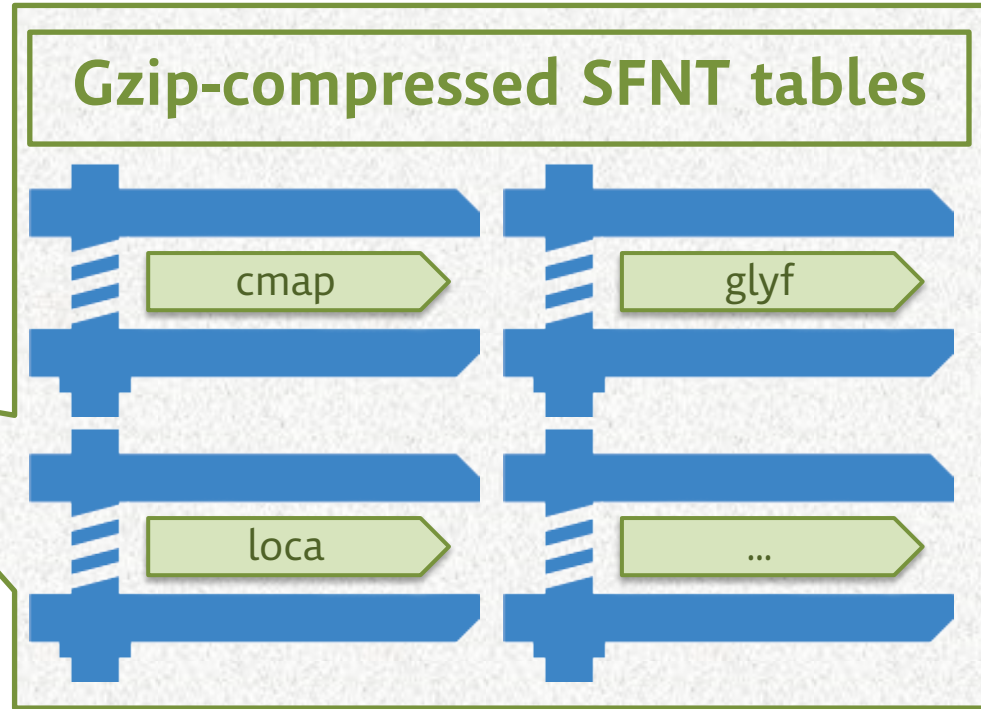 Gzip-compressed SFNT tables
cmap
glyf
loca
...